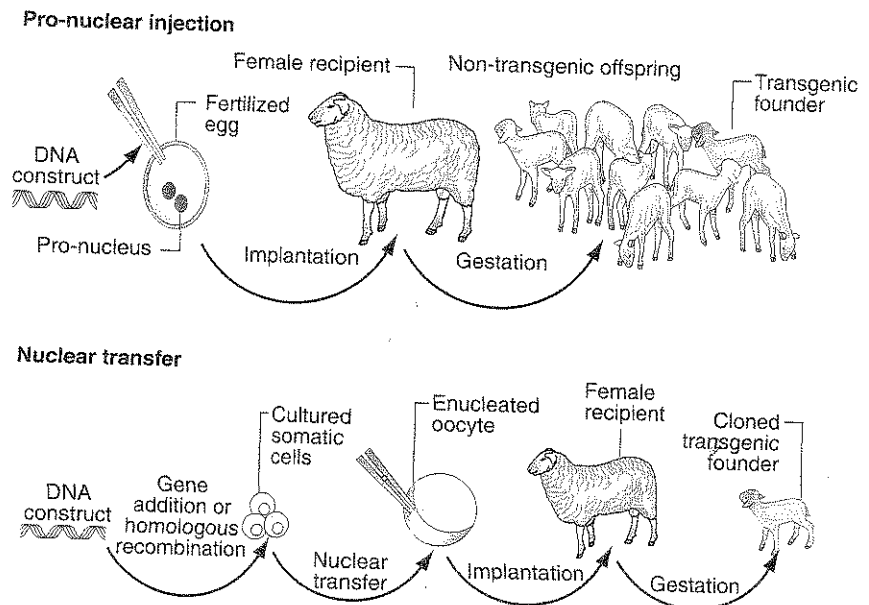 Pro-nuclear injection
Female recipient
Non-transgenic offspring
Transgenic
founder
Fertilized
egg
DNA
construct
Pro-nucleus
Implantation
Gestation
Nuclear transfer
Cultured
somatic
cells
Enucleated
oocyte
Female
recipient
Cloned
transgenic
founder
DNA
construct
Gene
addition or
homologous
recombination
Nuclear
transfer
Implantation
Gestation